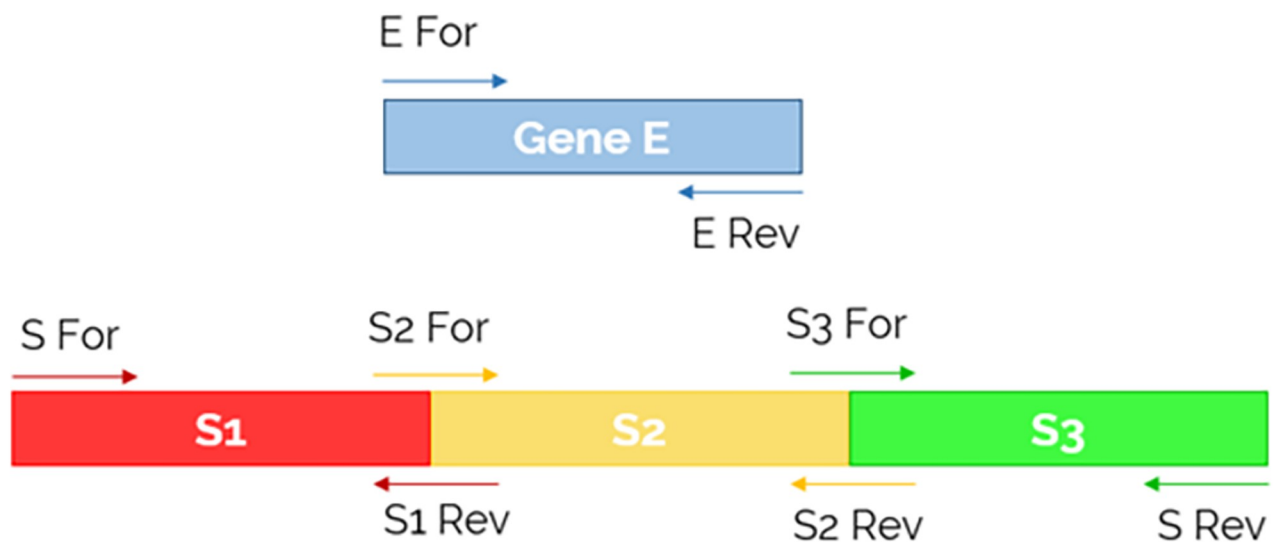 E For
Gene E
E Rev
S For
S2 For
S3 For
S1
S2
S3
S1 Rev
S2 Rev
S Rev